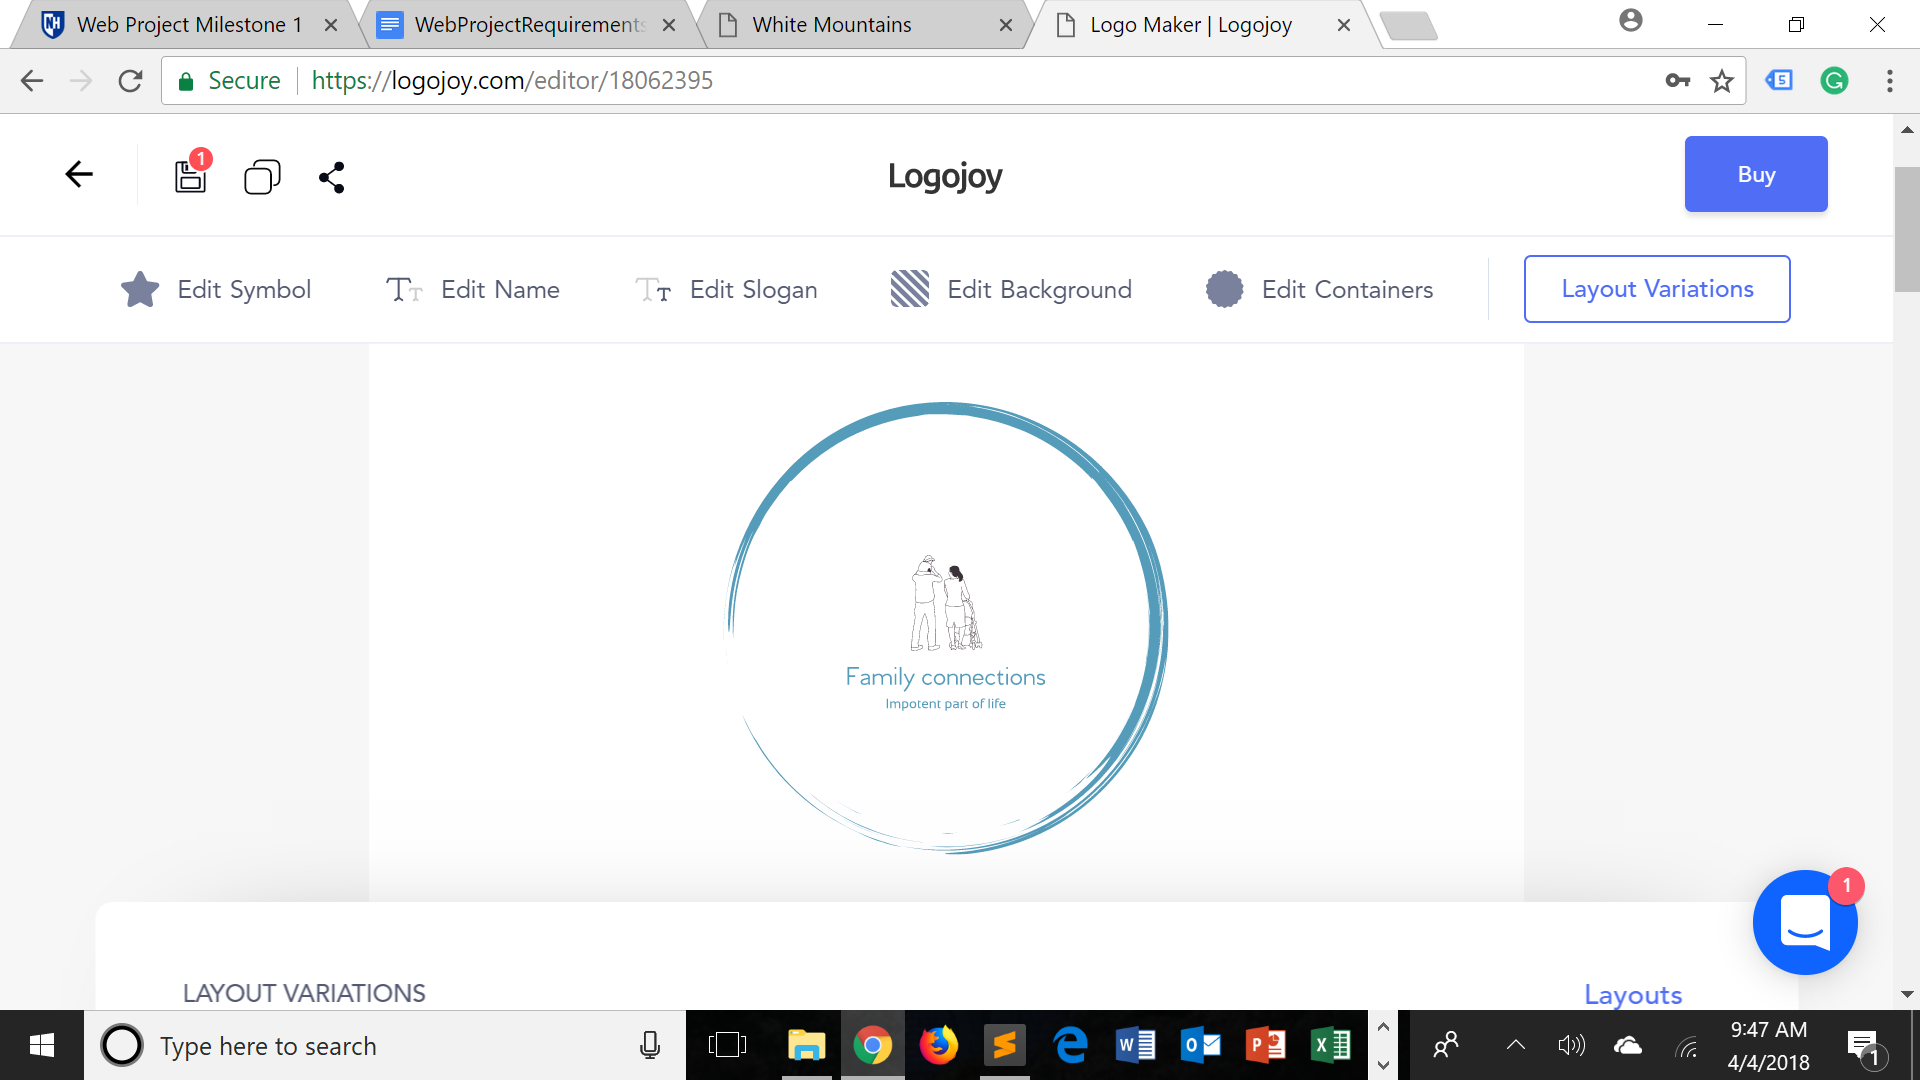 Web Project Milestone 1
WebProjectRequirements
White Mountains
Logo Maker | Logojoy
Secure
https://logojoy.com/editor/18062395
5
G
1
Logojoy
Buy
Edit Symbol
Edit Name
Edit Slogan
Edit Background
Edit Containers
Layout Variations
Family connections
Impotent part of life
1
LAYOUT VARIATIONS
Layouts
Type here to search
9:47 AM
4/4/2018
1